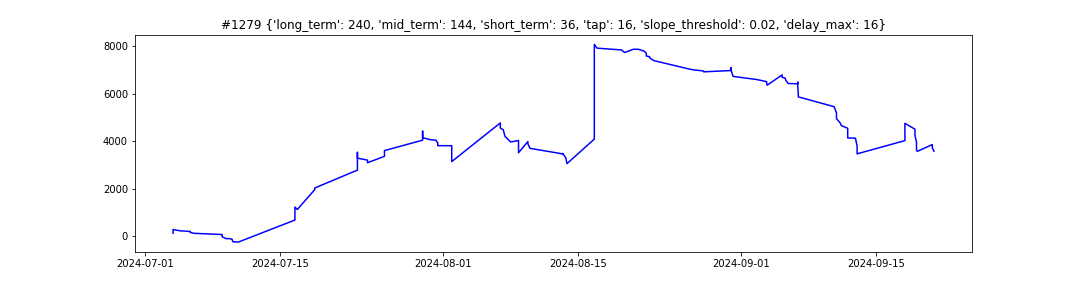 #1279 {'long_term': 240, 'mid_term': 144, 'short_term': 36, 'tap': 16, 'slope_threshold': 0.02, 'delay_max': 16}
8000
6000
4000
2000
0
2024-07-01 2024-07-15 2024-08-01 2024-08-15 2024-09-01 2024-09-15